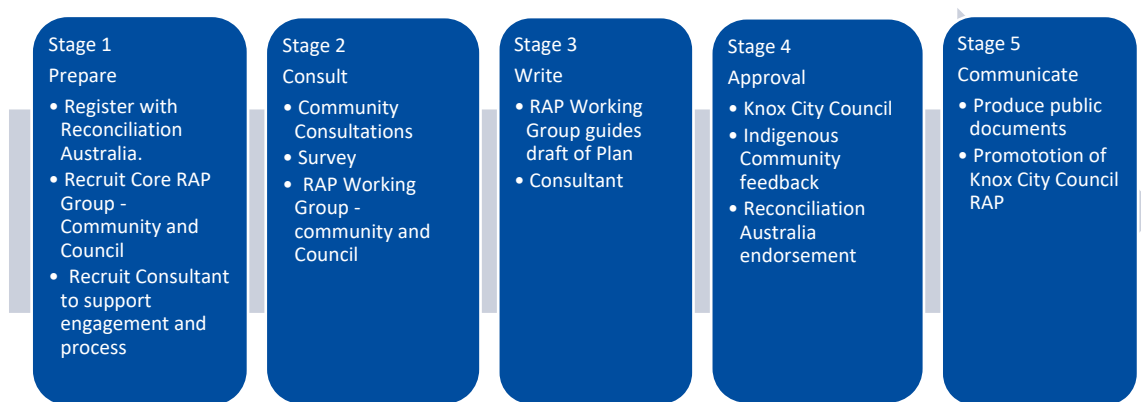 Stage 1
Prepare
• Register with
Reconciliation
Australia.
• Recruit Core RAP
Group -
Community and
Council
• Recruit Consultant
to support
engagement and
process
Stage 2
Consult
• Community
Consultations
• Survey
• RAP Working
Group -
community and
Council
Stage 3
Write
• RAP Working
Group guides
draft of Plan
• Consultant
Stage 4
Approval
• Knox City Council
• Indigenous
Community
feedback
• Reconciliation
Australia
endorsement
Stage 5
Communicate
• Produce public
documents
• Promototion of
Knox City Council
RAP